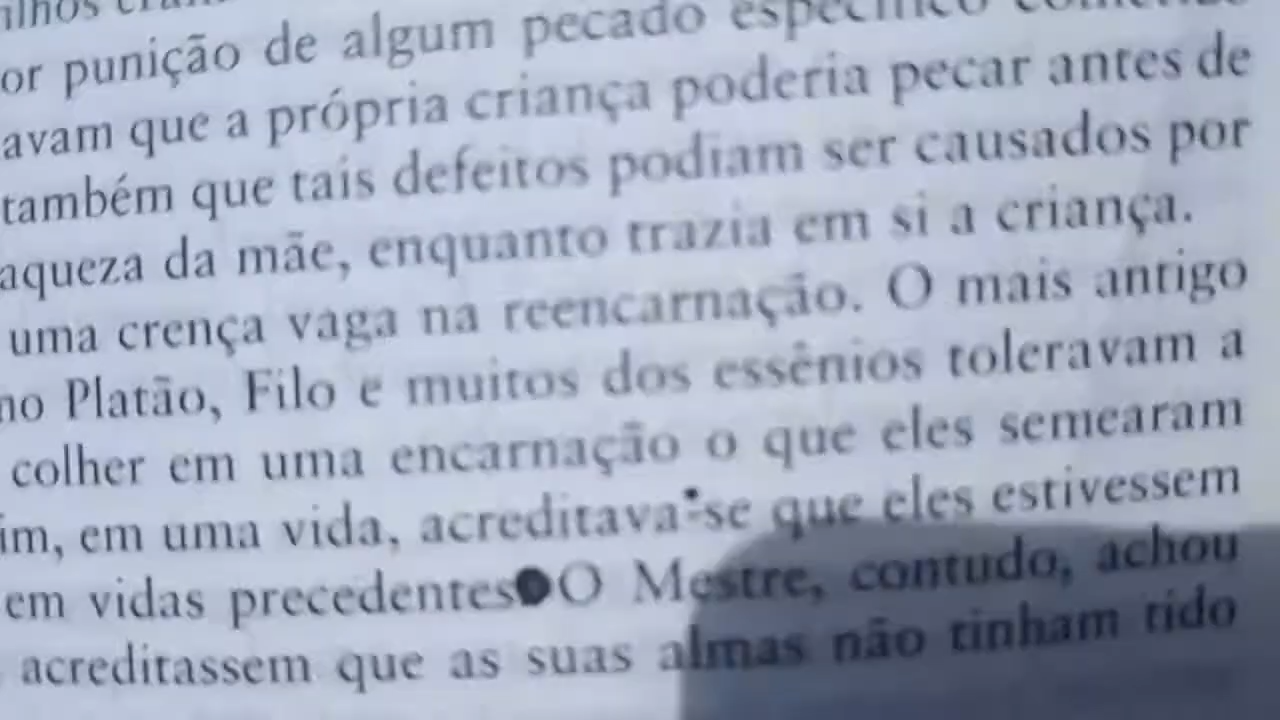 or punição de algum pecado específico
avam que a própria criança poderia pecar antes de
também que tais defeitos podiam ser causados por
aqueza da mãe, enquanto trazia em si a criança.
uma crença vaga na reencarnação. O mais antigo
no Platão, Filo e muitos dos essênios toleravam a
colher em uma encarnação o que eles semearam
im, em uma vida, acreditava-se que eles estivessem
em vidas precedentes. O Mestre, contudo, achou
acreditassem que as suas almas não tinham tido